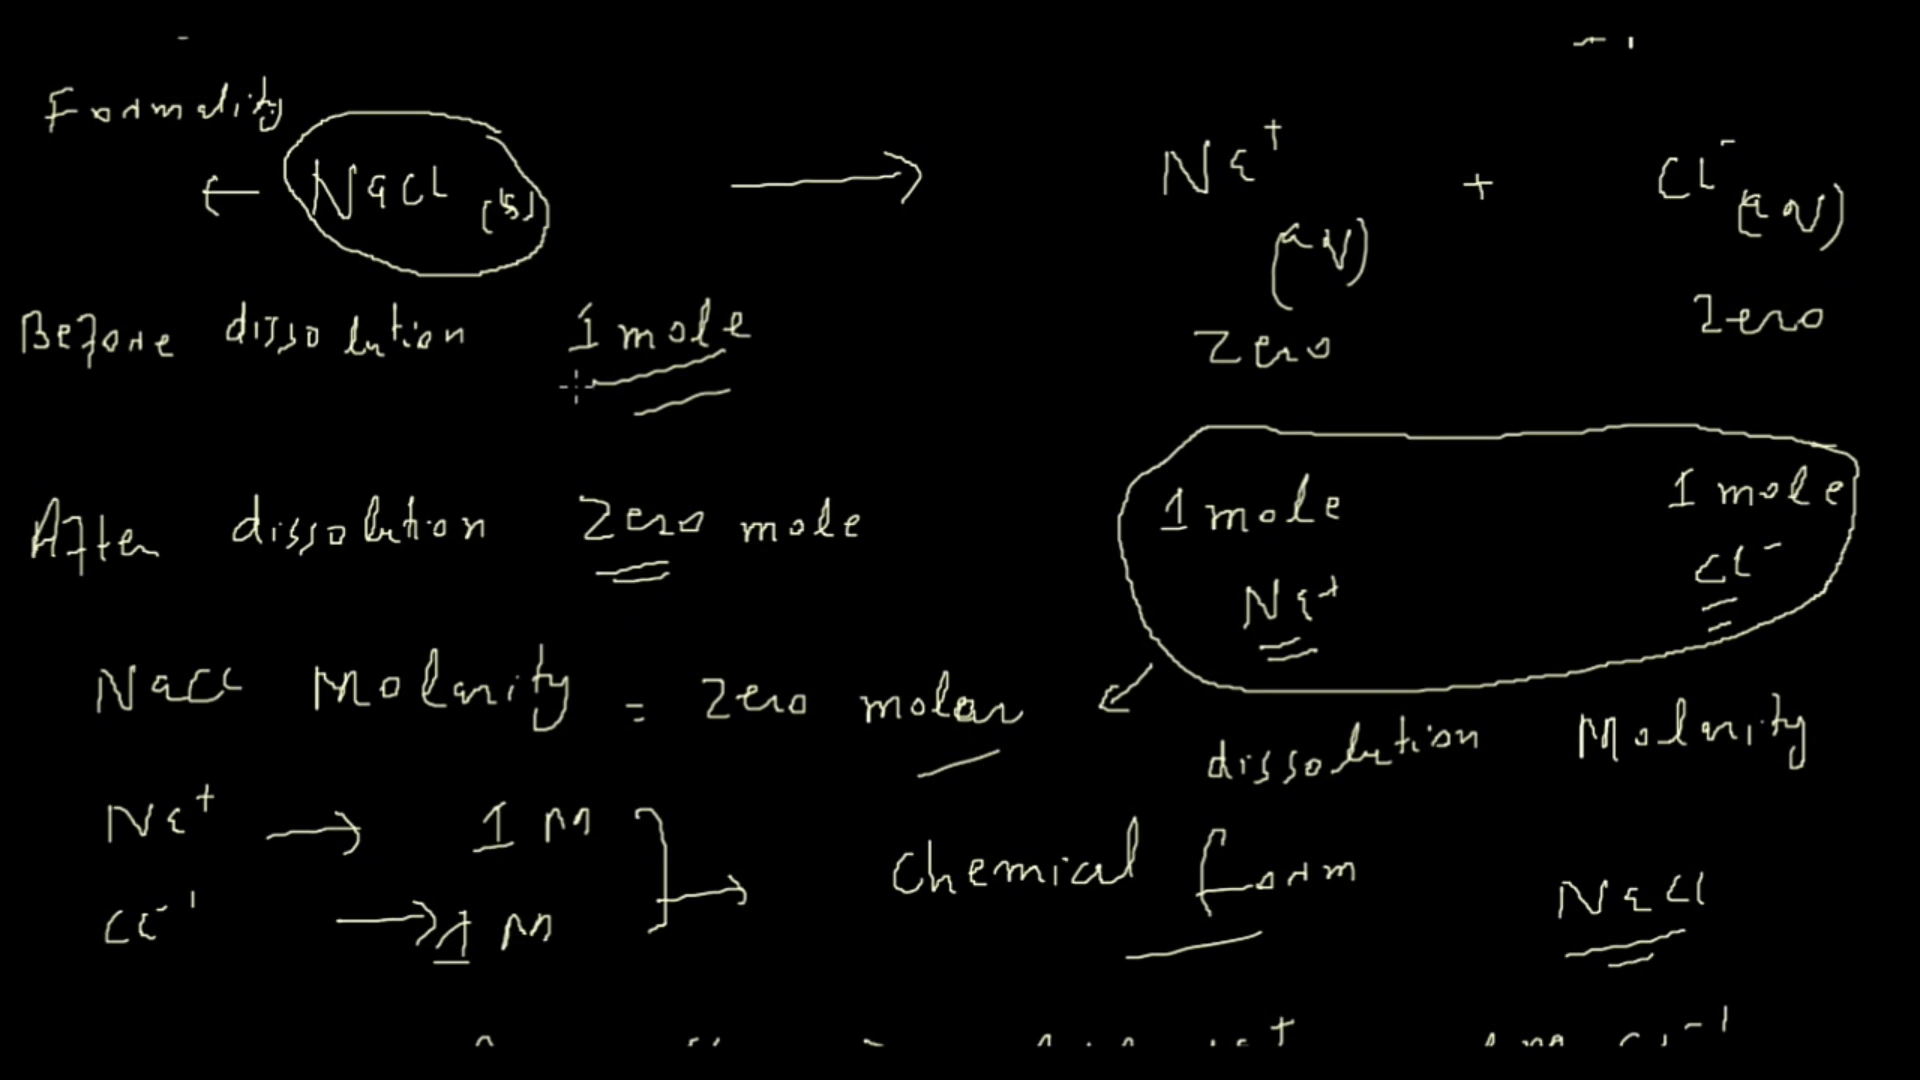 Formality
← NaCl (s) → Na+ (aq) + Cl- (aq)
Before dissolution 1 mole Zero Zero
After dissolution Zero mole 1 mole Na+ 1 mole Cl-
NaCl Molarity = Zero molar
dissolution Molarity
Na+ → 1 M
Cl-1 → 1 M
→ Chemical form NaCl